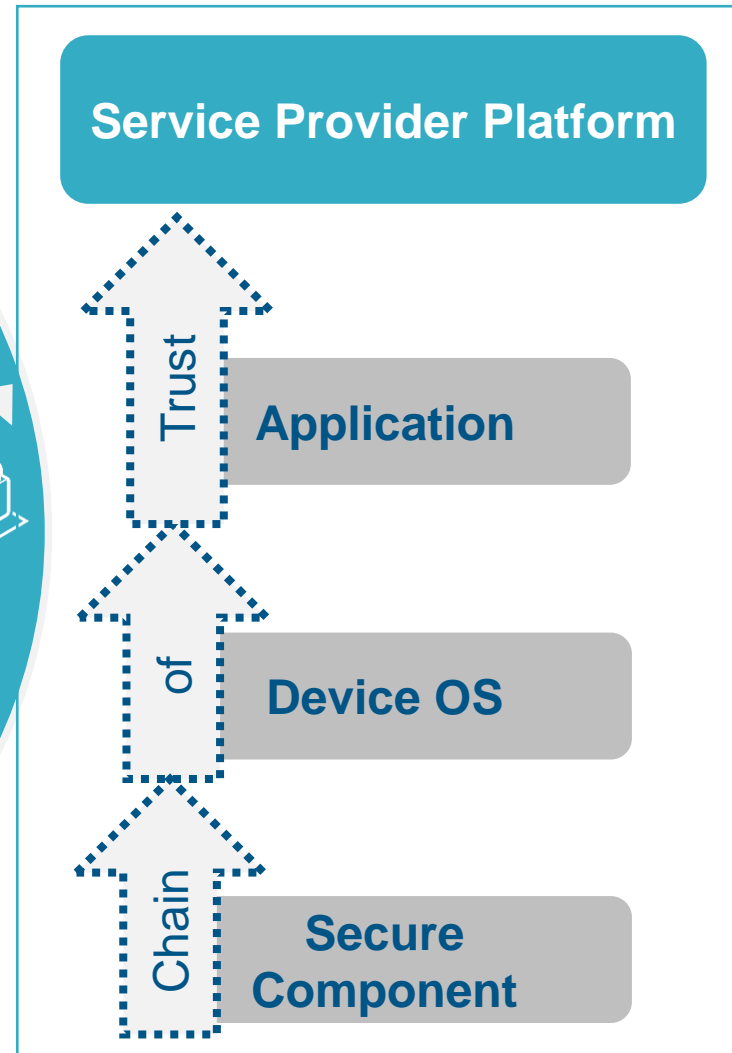 Service Provider Platform
Trust
Application
of
Device OS
Chain
Secure
Component